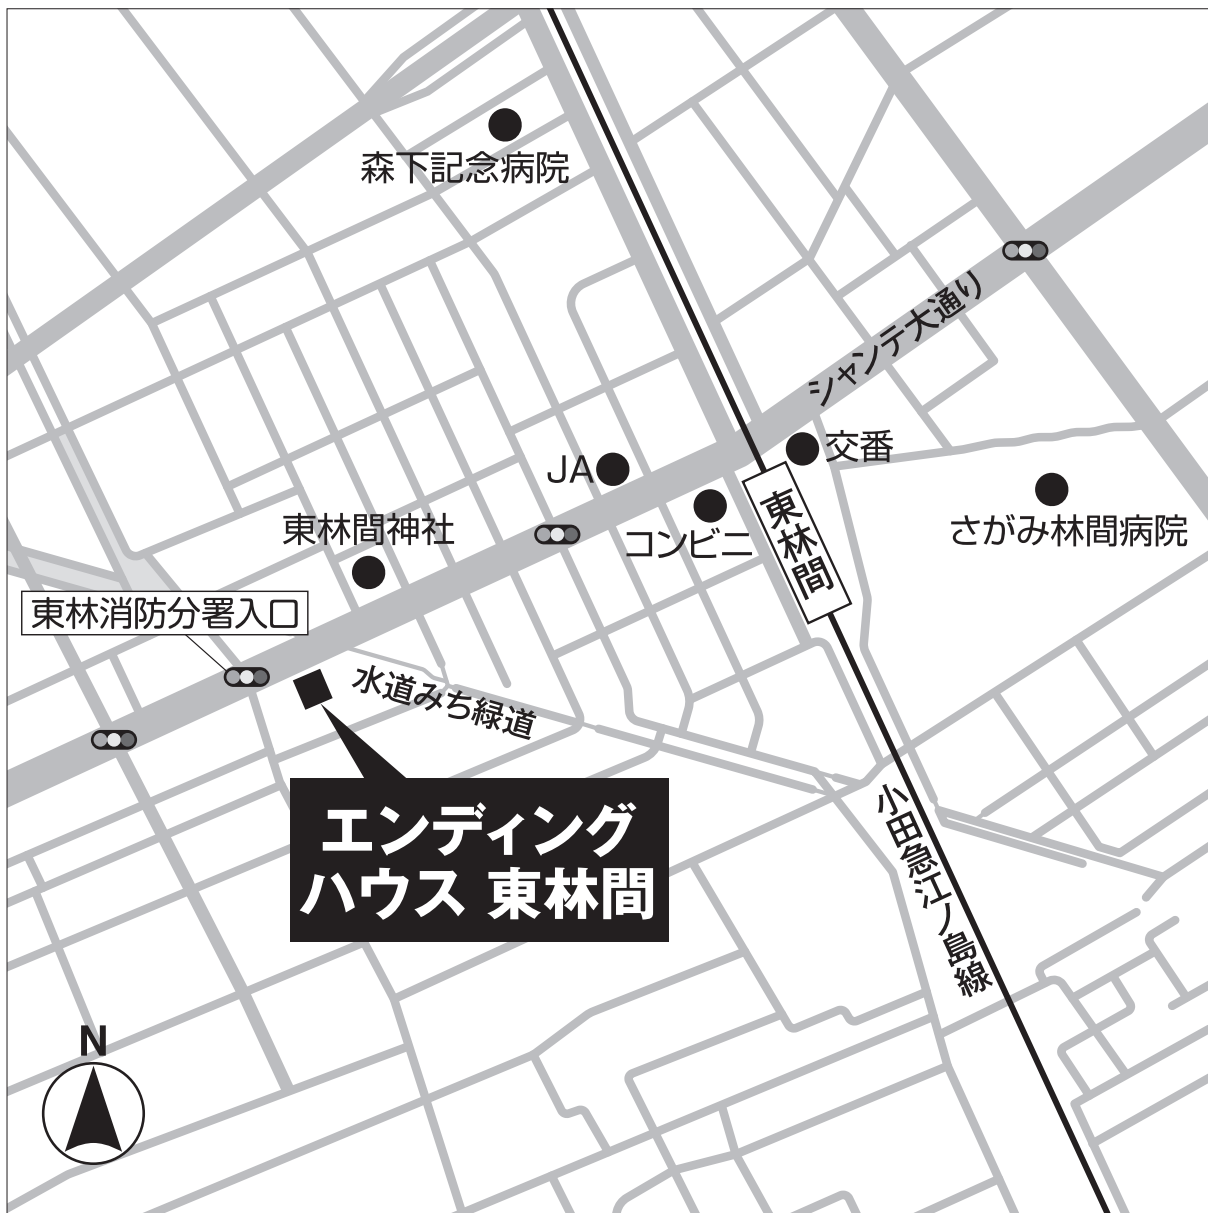 森下記念病院
シャンテ大通り
交番
JA
コンビニ
東林間
さがみ林間病院
東林間神社
東林消防分署入口
水道みち緑道
エンディング
ハウス 東林間
小田急江ノ島線
N